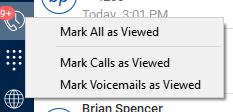 9+
bp
Today, 3:01 PM
Mark All as Viewed
Mark Calls as Viewed
Mark Voicemails as Viewed
Brian Spencer